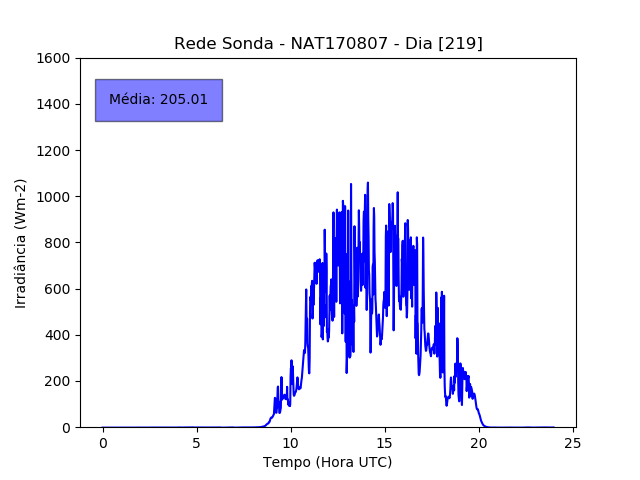 Rede Sonda - NAT170807 - Dia [219]
1600
1400
1200
1000
800
600
400
200
0
Média: 205.01
Irradiância (Wm-2)
0 5 10 15 20 25
Tempo (Hora UTC)